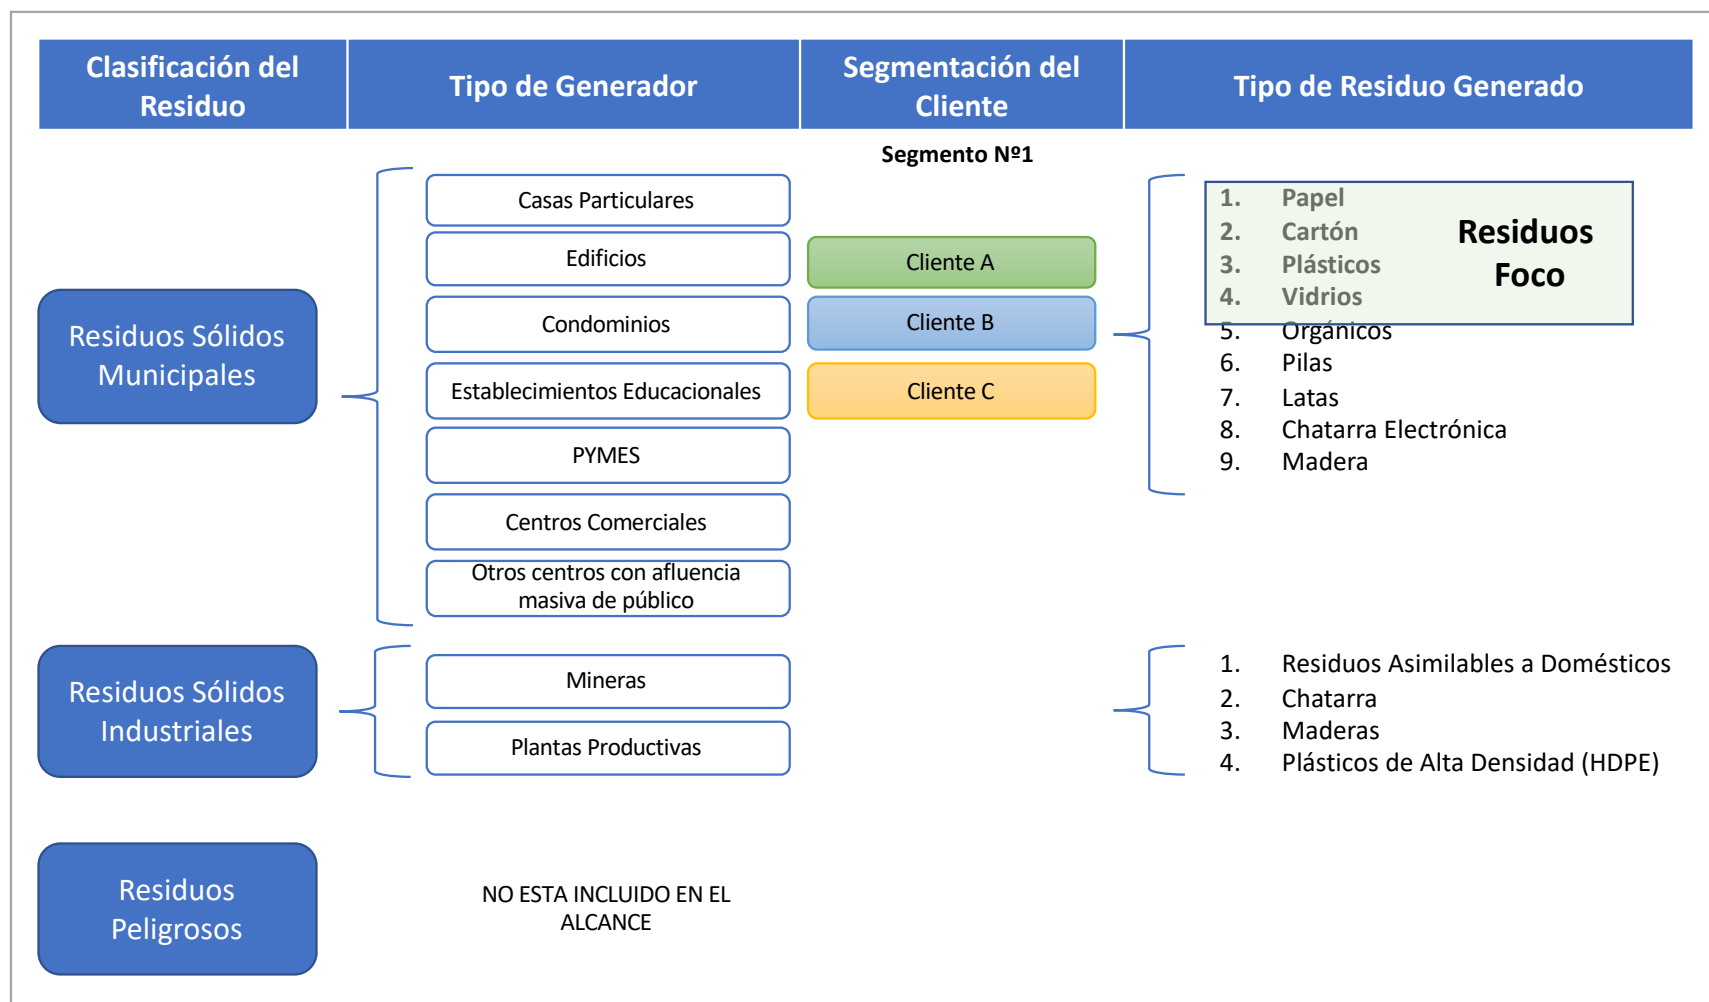 Clasificación del
Residuo
Tipo de Generador
Segmentación del
Cliente
Tipo de Residuo Generado
Segmento Nº1
Residuos Sólidos
Municipales
Casas Particulares
Edificios
Condominios
Establecimientos Educacionales
PYMES
Centros Comerciales
Otros centros con afluencia
masiva de público
Cliente A
Cliente B
Cliente C
1. Papel
2. Cartón
3. Plásticos
4. Vidrios
Residuos
Foco
5. Orgánicos
6. Pilas
7. Latas
8. Chatarra Electrónica
9. Madera
Residuos Sólidos
Industriales
Mineras
Plantas Productivas
1. Residuos Asimilables a Domésticos
2. Chatarra
3. Maderas
4. Plásticos de Alta Densidad (HDPE)
Residuos
Peligrosos
NO ESTA INCLUIDO EN EL
ALCANCE